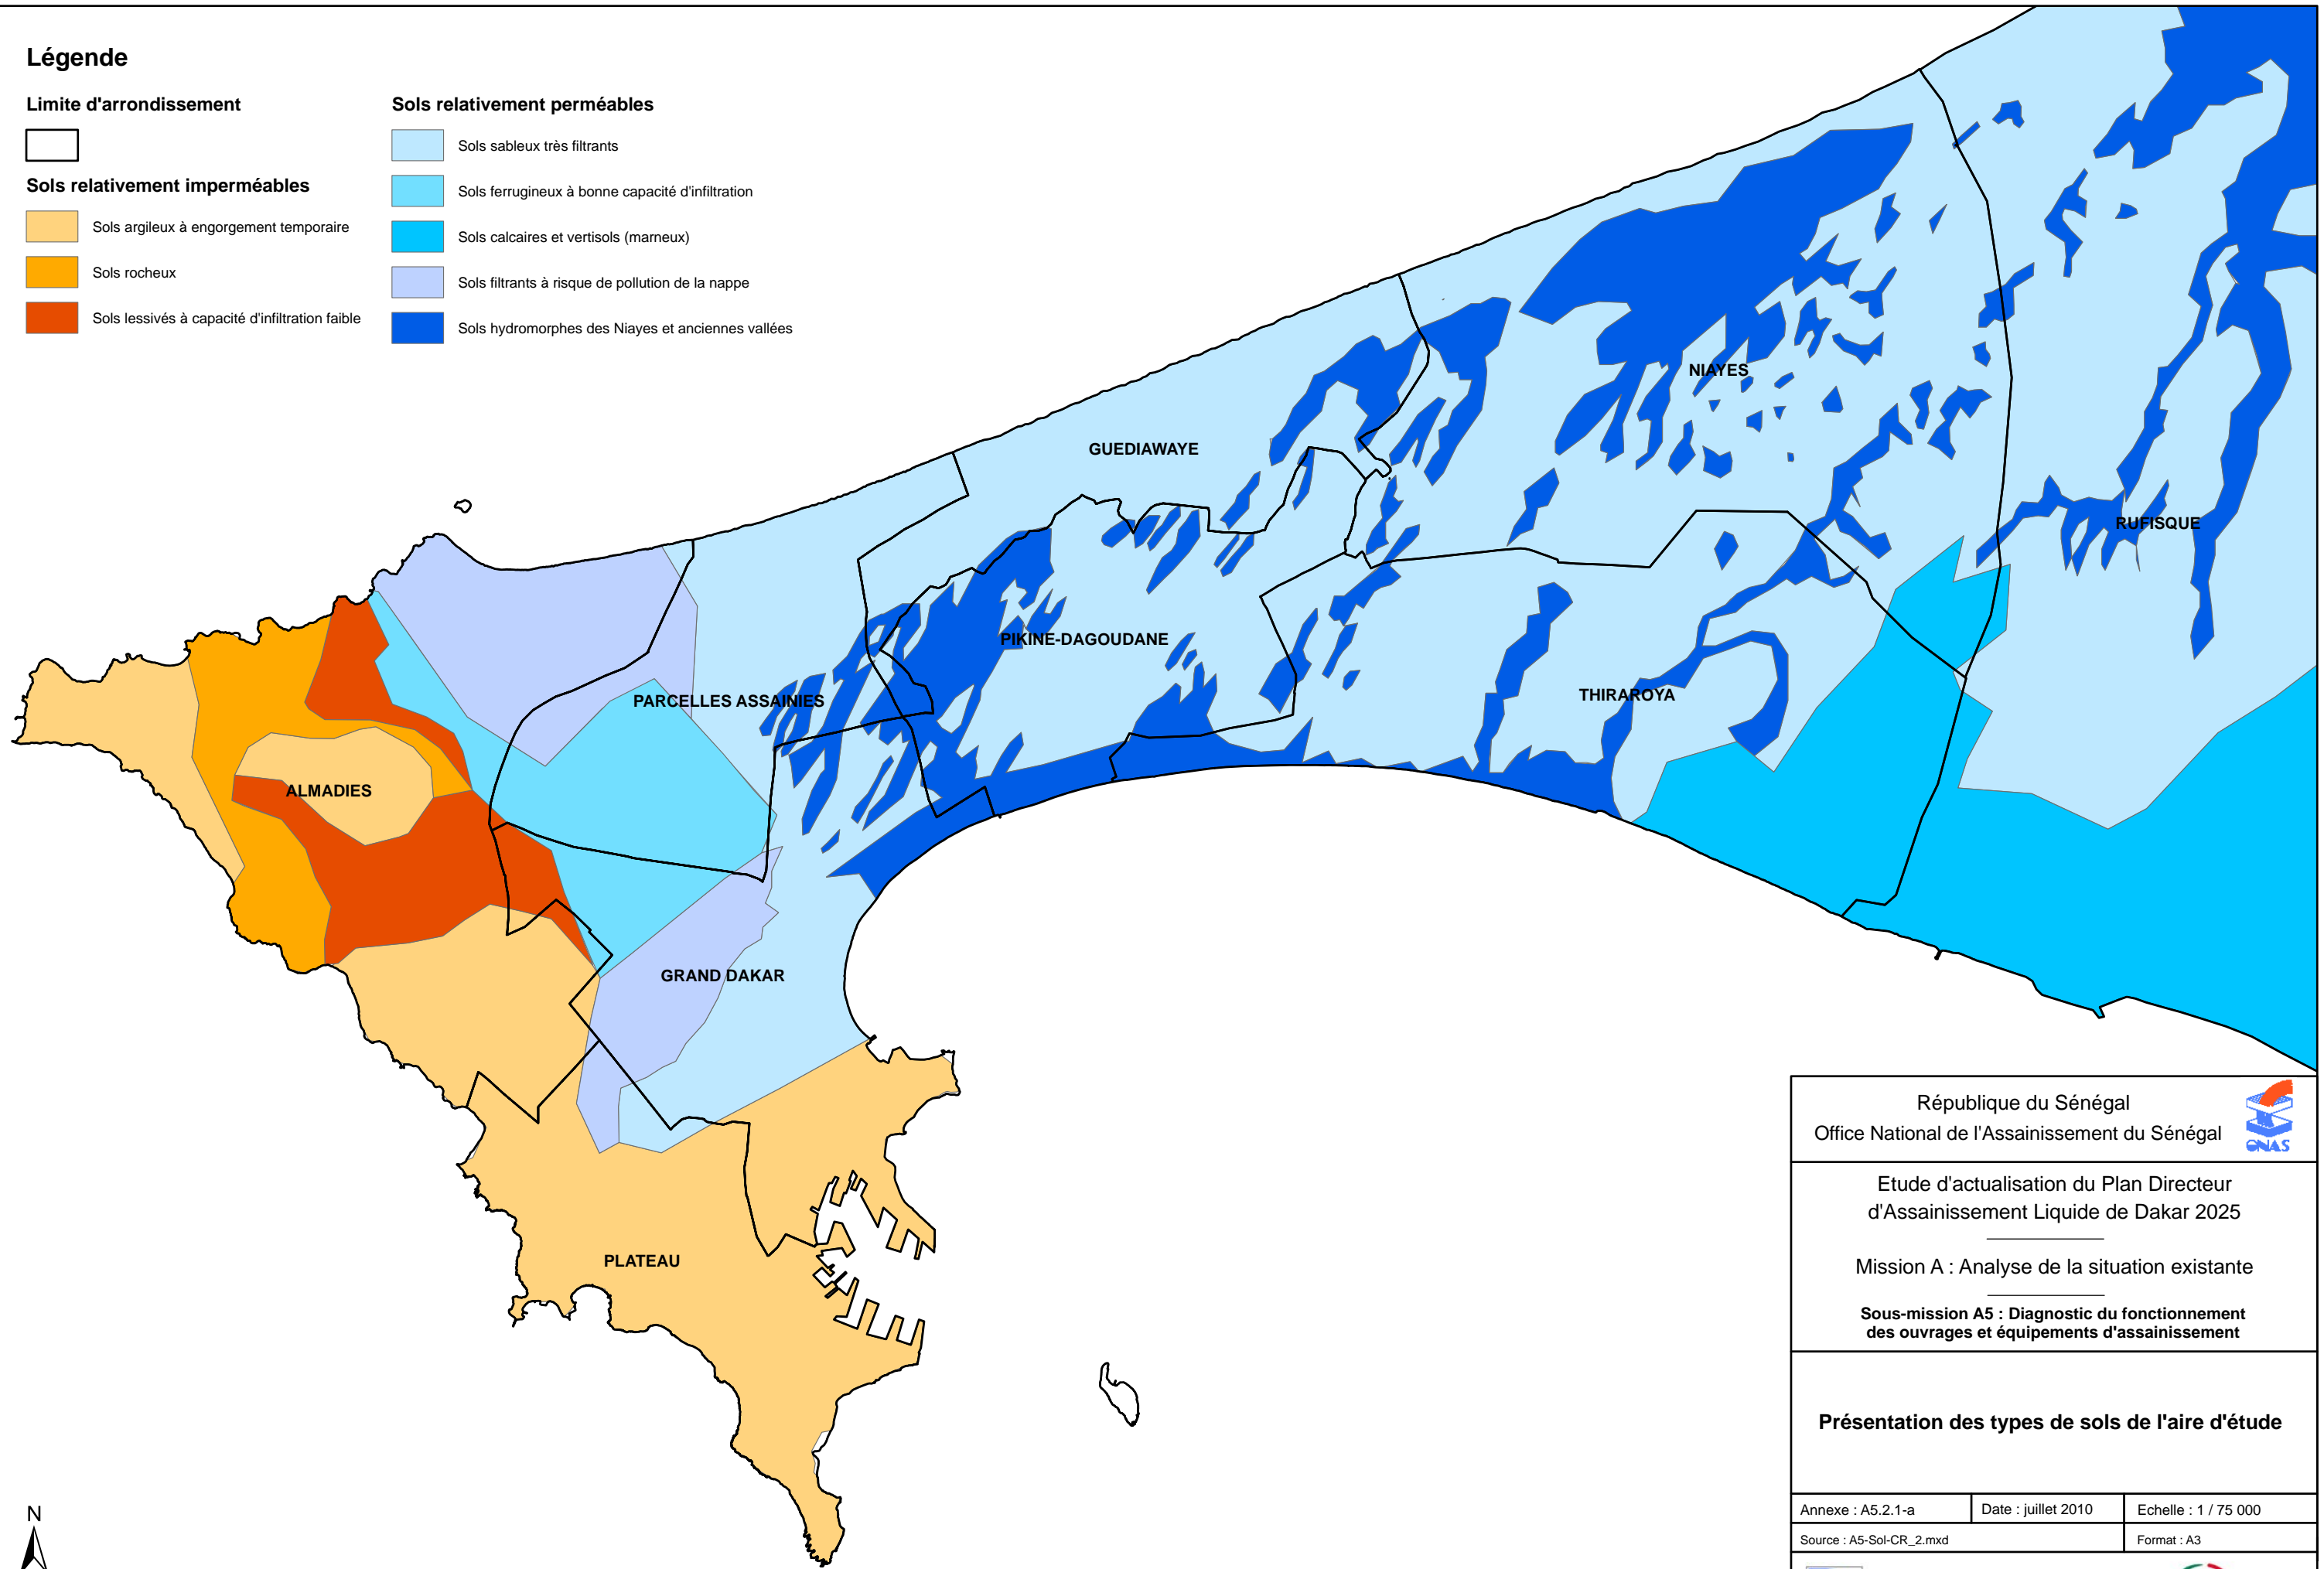 Légende
Limite d'arrondissement
Sols relativement imperméables
Sols argileux à engorgement temporaire
Sols rocheux
Sols lessivés à capacité d'infiltration faible
Sols relativement perméables
Sols sableux très filtrants
Sols ferrugineux à bonne capacité d'infiltration
Sols calcaires et vertisols (marneux)
Sols filtrants à risque de pollution de la nappe
Sols hydromorphes des Niayes et anciennes vallées
NIAYES
GUEDIAWAYE
RUFISQUE
PIKINE-DAGOUDANE
THIRAROYA
PARCELLES ASSAINIES
ALMADIES
GRAND DAKAR
PLATEAU
N
République du Sénégal
Office National de l'Assainissement du Sénégal
ONAS
Etude d'actualisation du Plan Directeur
d'Assainissement Liquide de Dakar 2025
Mission A : Analyse de la situation existante
Sous-mission A5 : Diagnostic du fonctionnement
des ouvrages et équipements d'assainissement
Présentation des types de sols de l'aire d'étude
Annexe : A5.2.1-a
Date : juillet 2010
Echelle : 1 / 75 000
Source : A5-Sol-CR_2.mxd
Format : A3